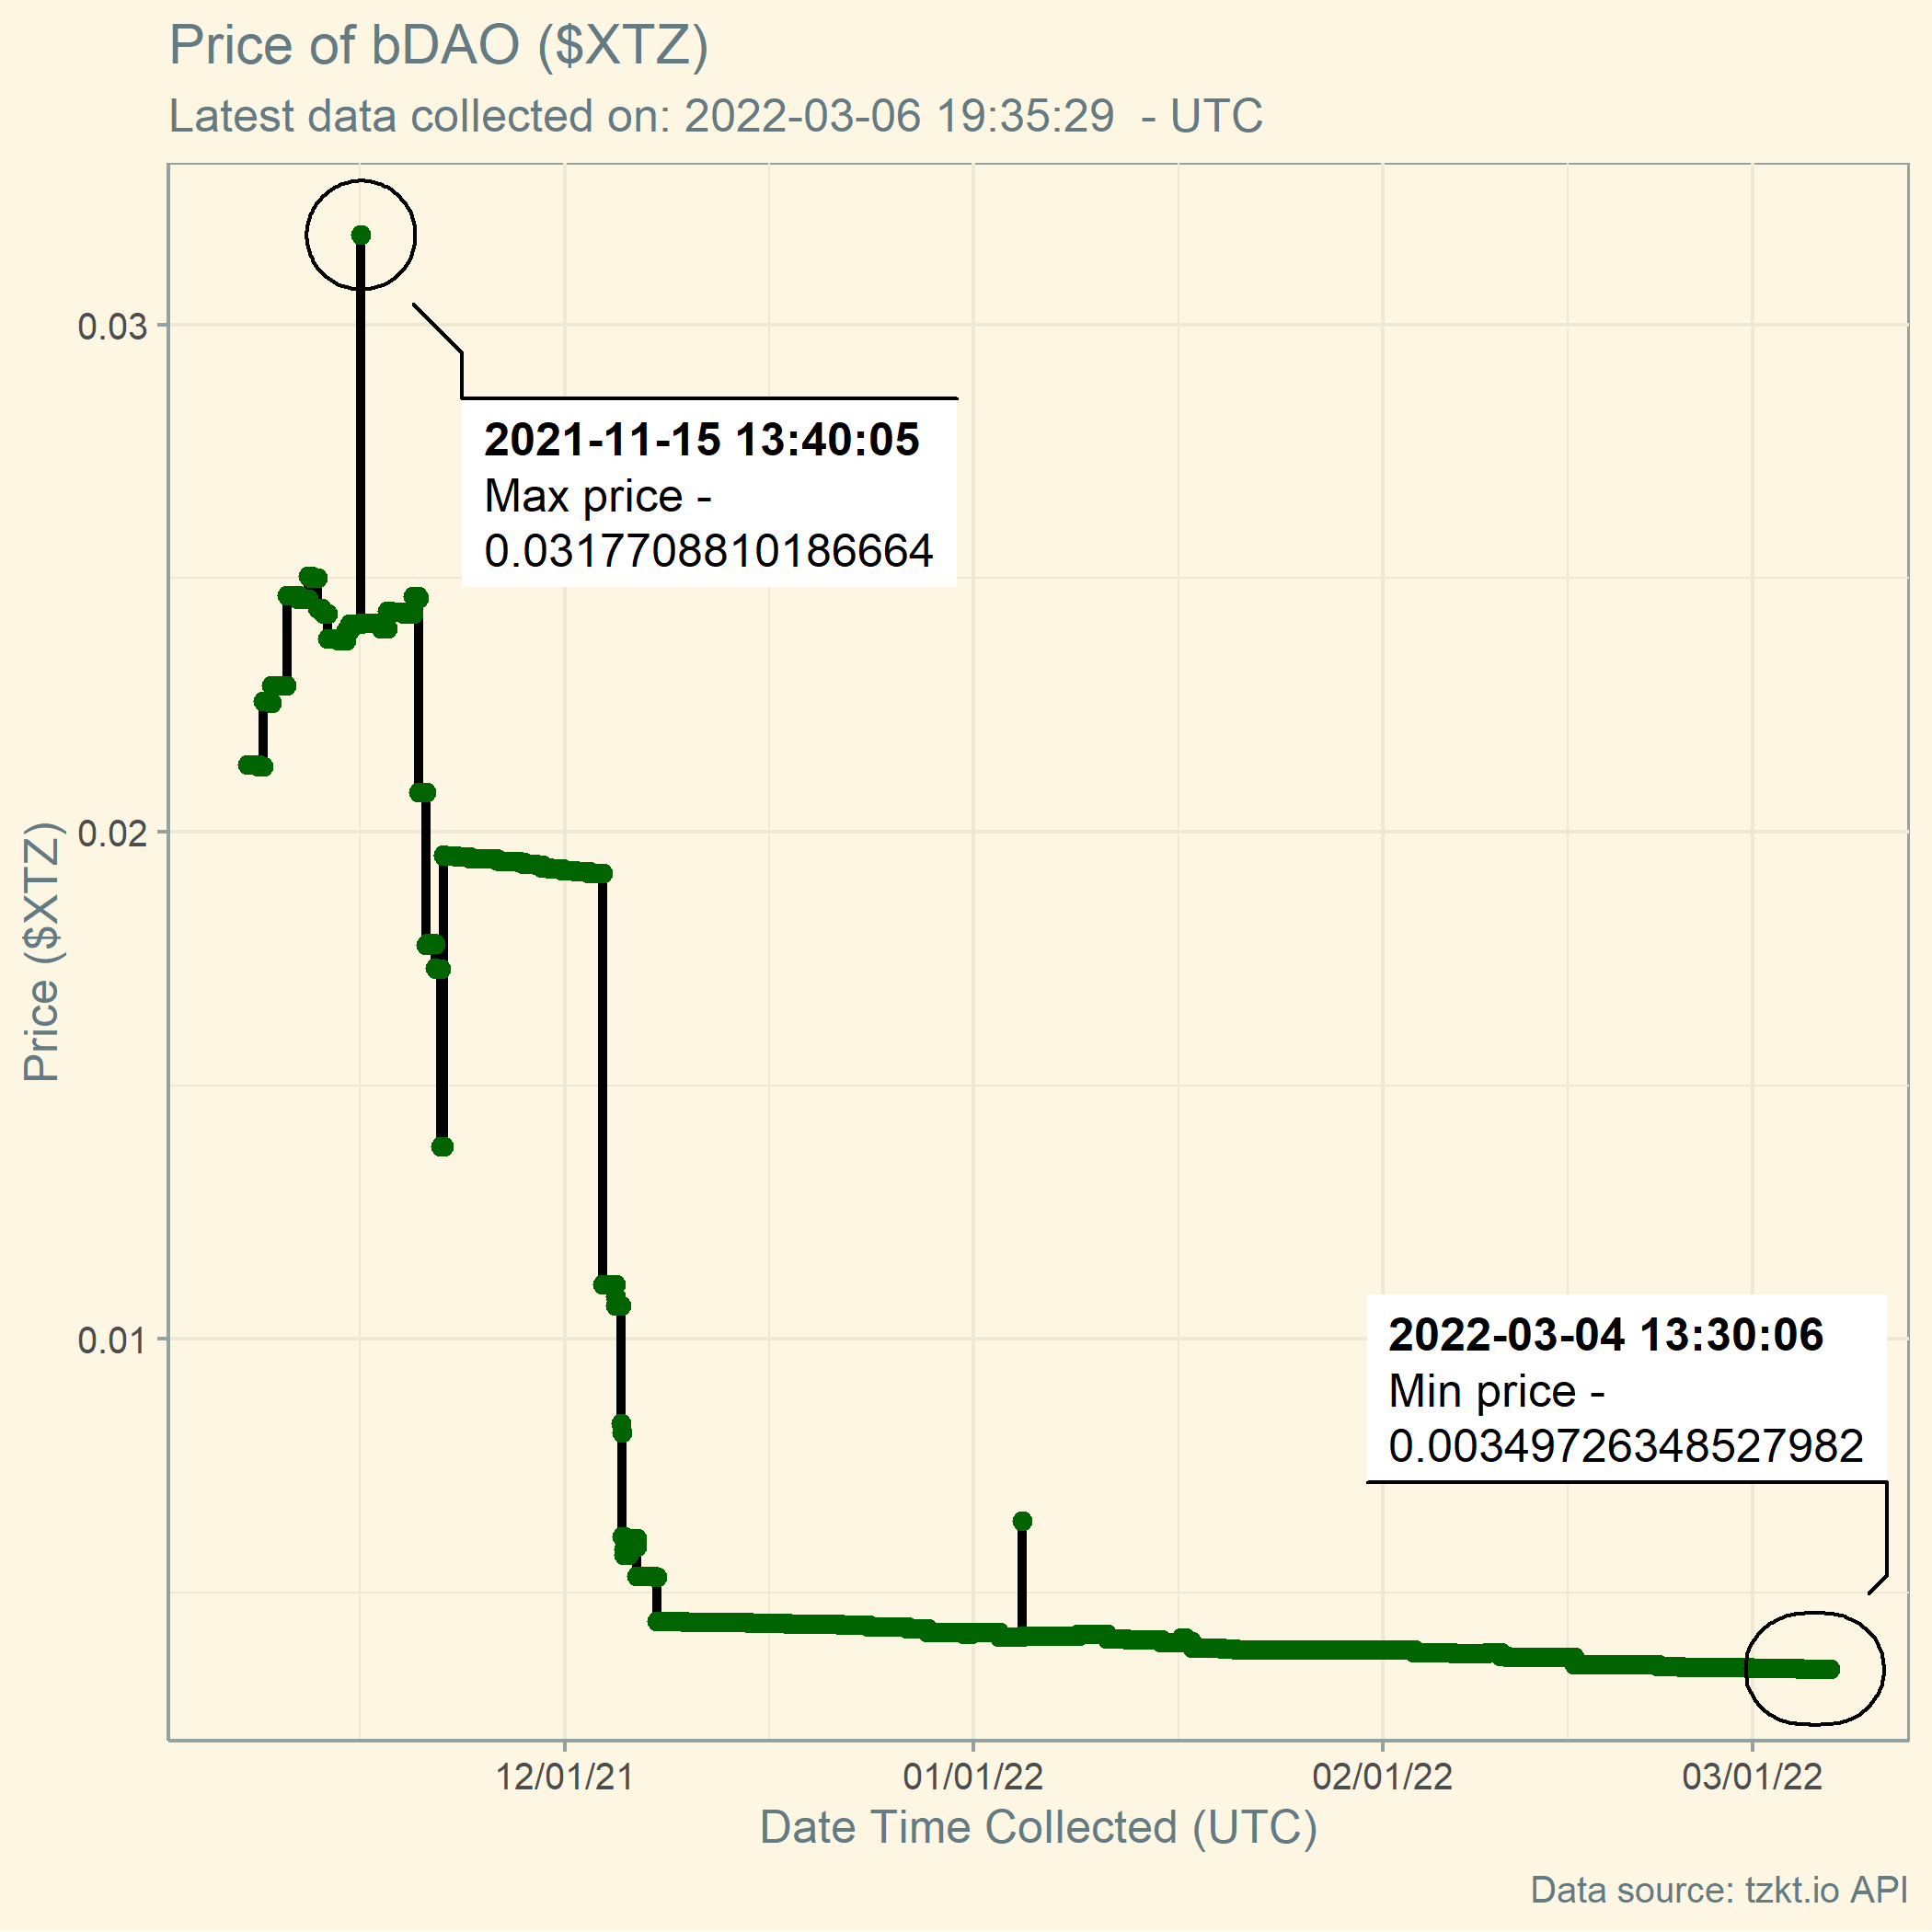 Price of bDAO ($XTZ)
Latest data collected on: 2022-03-06 19:35:29  - UTC
0.03
0.02
0.01
Price ($XTZ)
2021-11-15 13:40:05
Max price -
0.0317708810186664
2022-03-04 13:30:06
Min price -
0.00349726348527982
12/01/21
01/01/22
02/01/22
03/01/22
Date Time Collected (UTC)
Data source: tzkt.io API